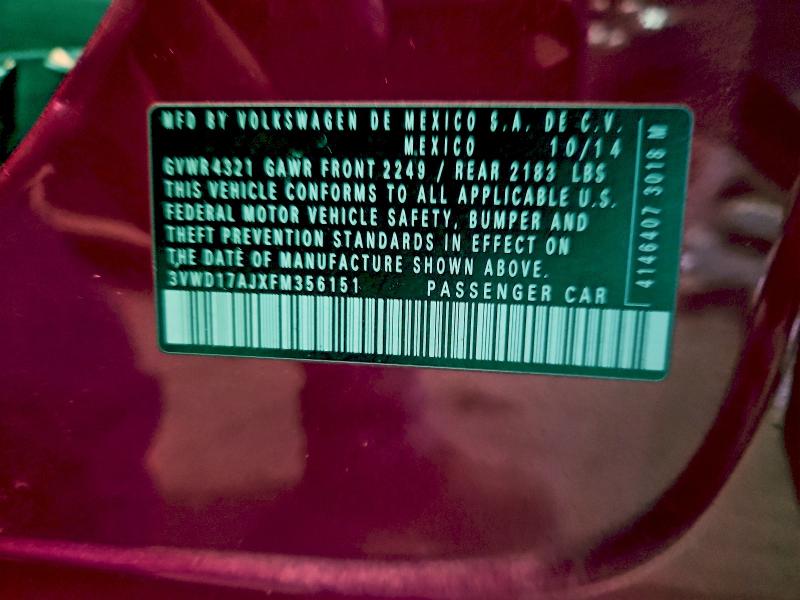 MFD BY VOLKSWAGEN DE MEXICO S.A. DE C.V.
MEXICO 10/14
GVWR4321 GAWR FRONT 2249 / REAR 2183 LBS
THIS VEHICLE CONFORMS TO ALL APPLICABLE U.S.
FEDERAL MOTOR VEHICLE SAFETY, BUMPER AND
THEFT PREVENTION STANDARDS IN EFFECT ON
THE DATE OF MANUFACTURE SHOWN ABOVE.
3VWD17AJXFM356151 PASSENGER CAR
4146407 3018 M